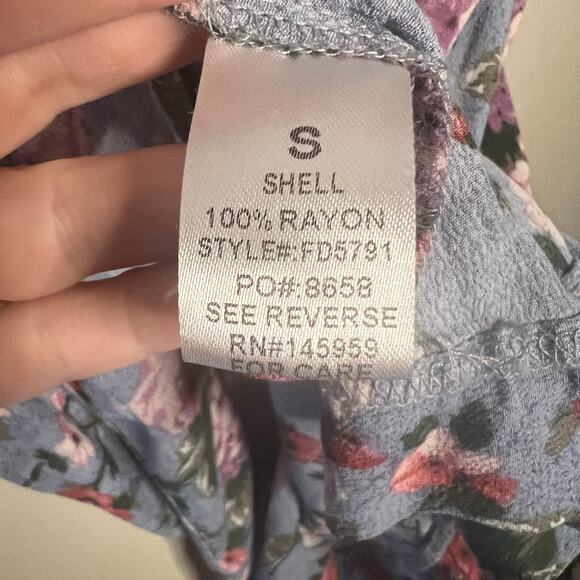 S
SHELL
100% RAYON
STYLE#:FD5791
PO#:8658
SEE REVERSE
RN#145959
FOR CARE